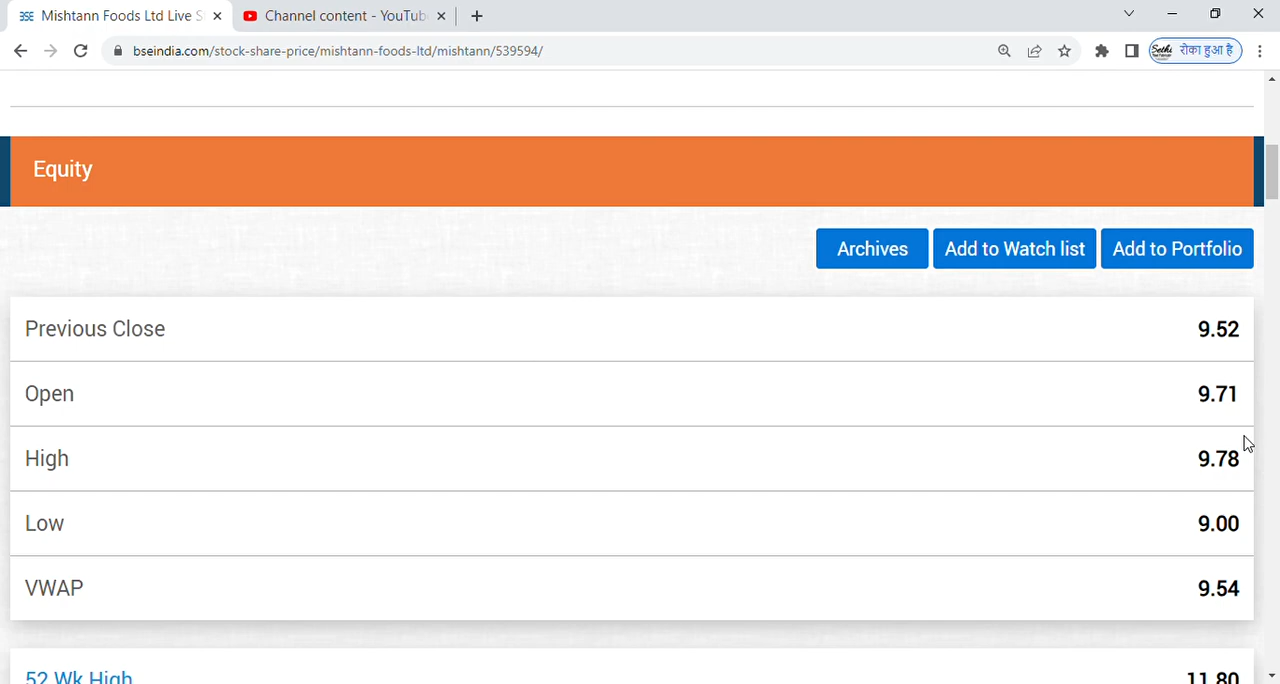 Mishtann Foods Ltd Live S
Channel content - YouTub
bseindia.com/stock-share-price/mishtann-foods-ltd/mishtann/539594/
Sethi
रोका हुआ है
Equity
Archives
Add to Watch list
Add to Portfolio
Previous Close 9.52
Open 9.71
High 9.78
Low 9.00
VWAP 9.54
52 Wk High 11.80